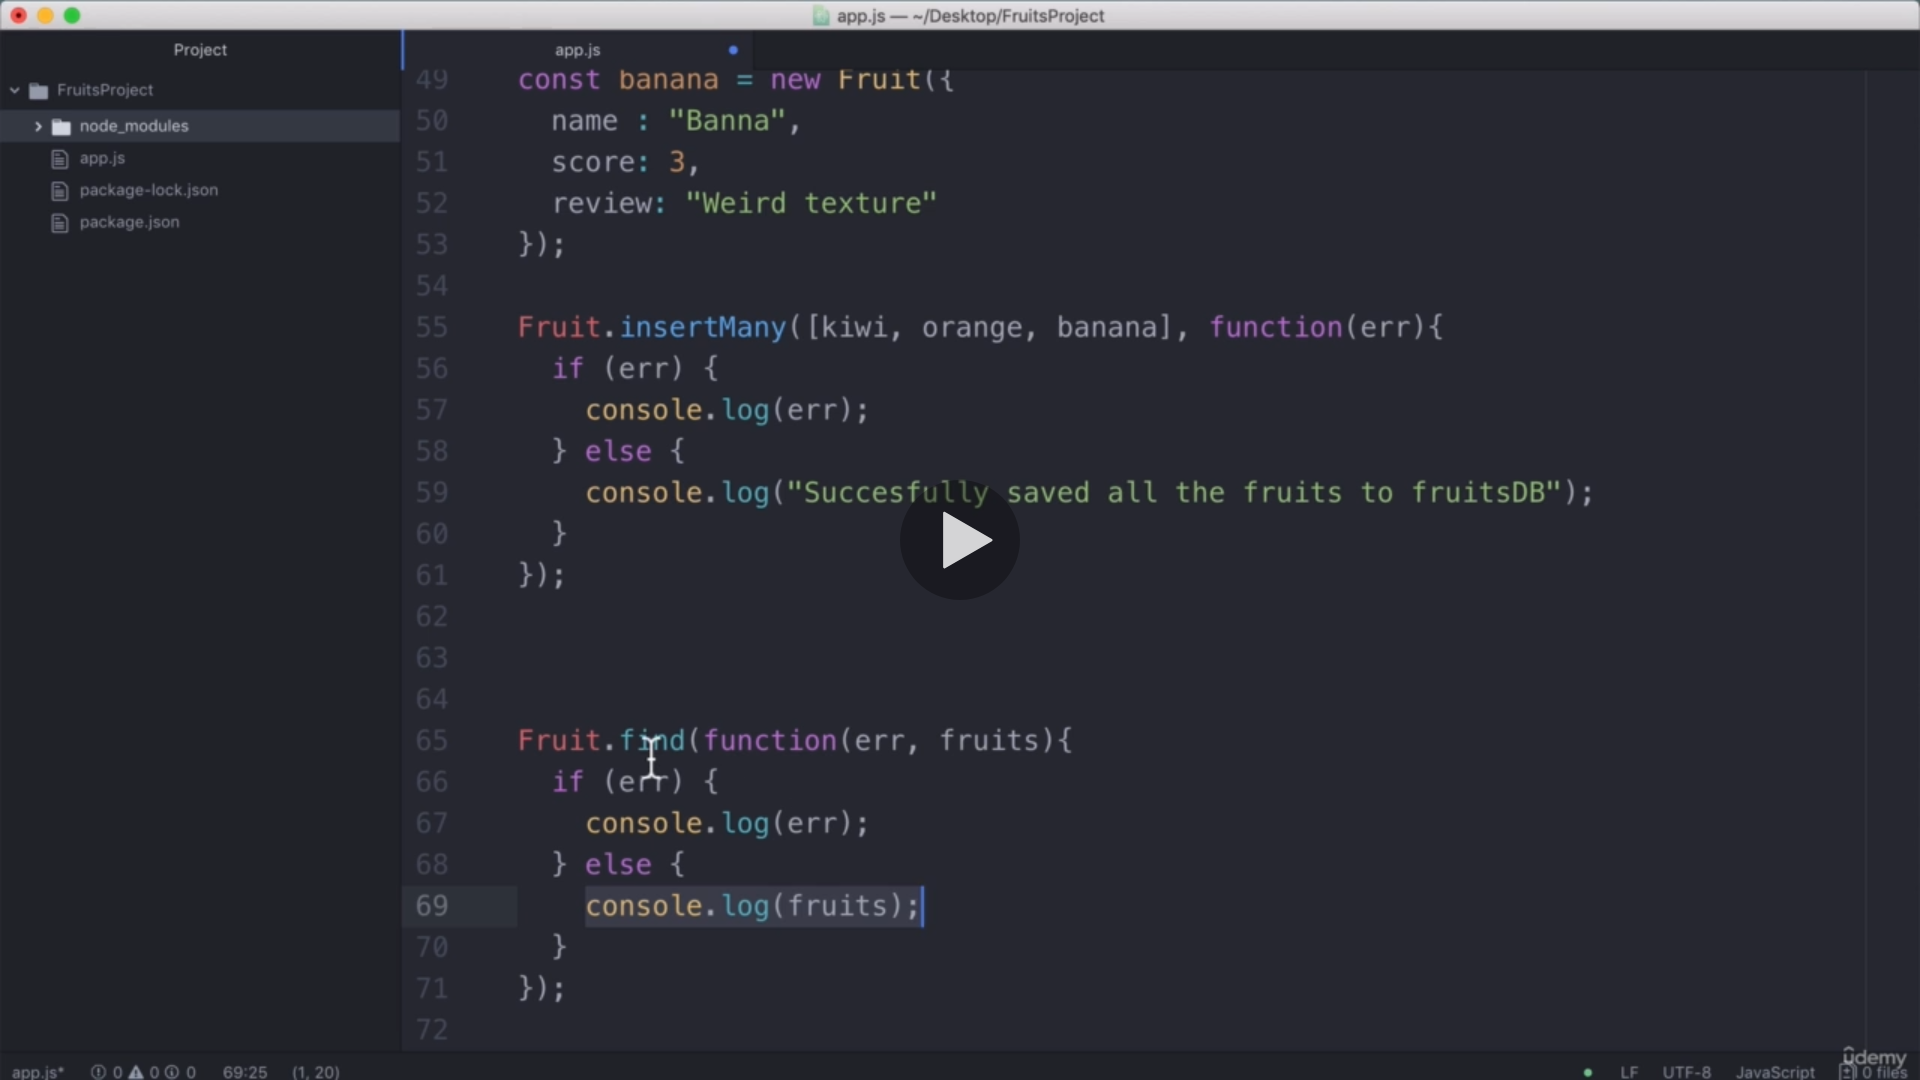 app.js — ~/Desktop/FruitsProject
Project
app.js
FruitsProject
node_modules
app.js
package-lock.json
package.json
49 const banana = new Fruit({
50   name : "Banna",
51   score: 3,
52   review: "Weird texture"
53 });
54
55 Fruit.insertMany([kiwi, orange, banana], function(err){
56   if (err) {
57     console.log(err);
58   } else {
59     console.log("Succesfully saved all the fruits to fruitsDB");
60   }
61 });
62
63
64
65 Fruit.find(function(err, fruits){
66   if (err) {
67     console.log(err);
68   } else {
69     console.log(fruits);
70   }
71 });
72
app.js* 0 0 0 69:25 (1, 20)
LF UTF-8 JavaScript 0 files
ûdemy